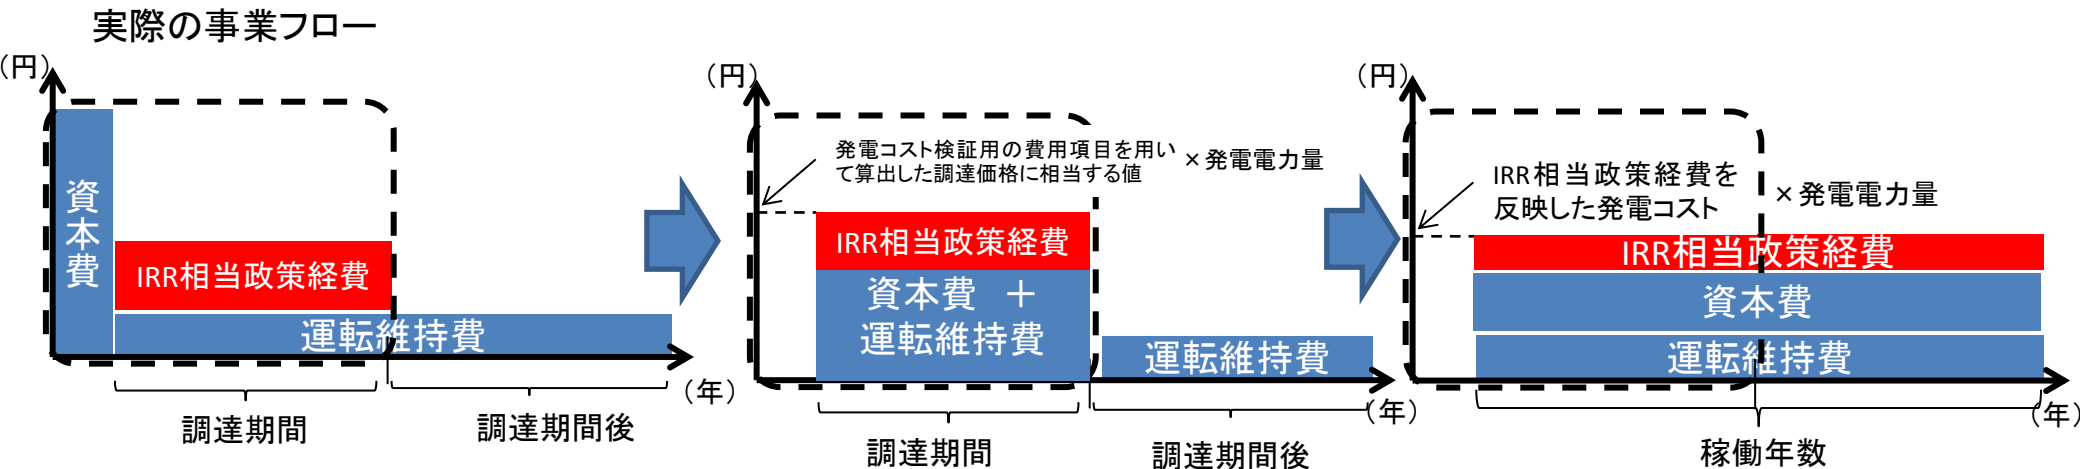 実際の事業フロー
(円)
資本費
IRR相当政策経費
運転維持費
(年)
調達期間
調達期間後
(円)
発電コスト検証用の費用項目を用い
て算出した調達価格に相当する値
×発電電力量
IRR相当政策経費
資本費 +
運転維持費
運転維持費
(年)
調達期間
調達期間後
(円)
IRR相当政策経費を
反映した発電コスト
×発電電力量
IRR相当政策経費
資本費
運転維持費
(年)
稼働年数